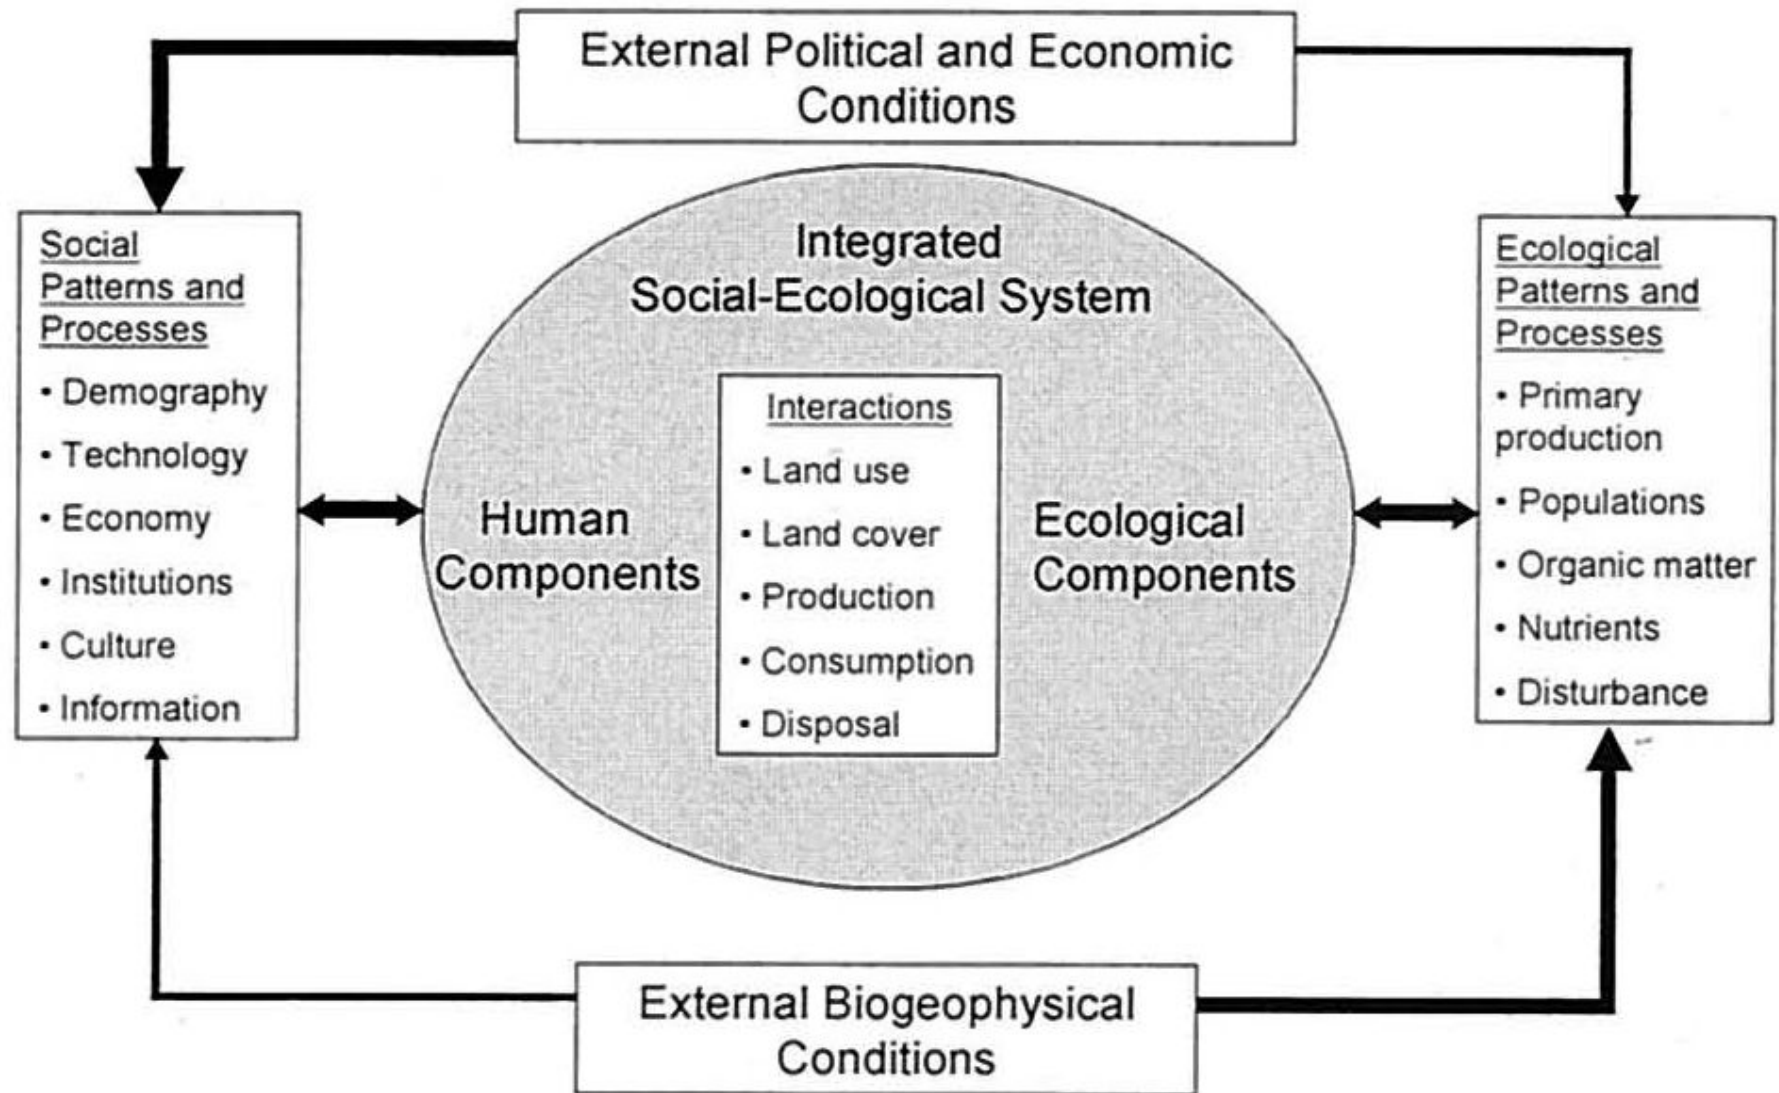 External Political and Economic
Conditions
Social
Patterns and
Processes
• Demography
• Technology
• Economy
• Institutions
• Culture
• Information
Integrated
Social-Ecological System
Human
Components
Interactions
• Land use
• Land cover
• Production
• Consumption
• Disposal
Ecological
Components
Ecological
Patterns and
Processes
• Primary
production
• Populations
• Organic matter
• Nutrients
• Disturbance
External Biogeophysical
Conditions